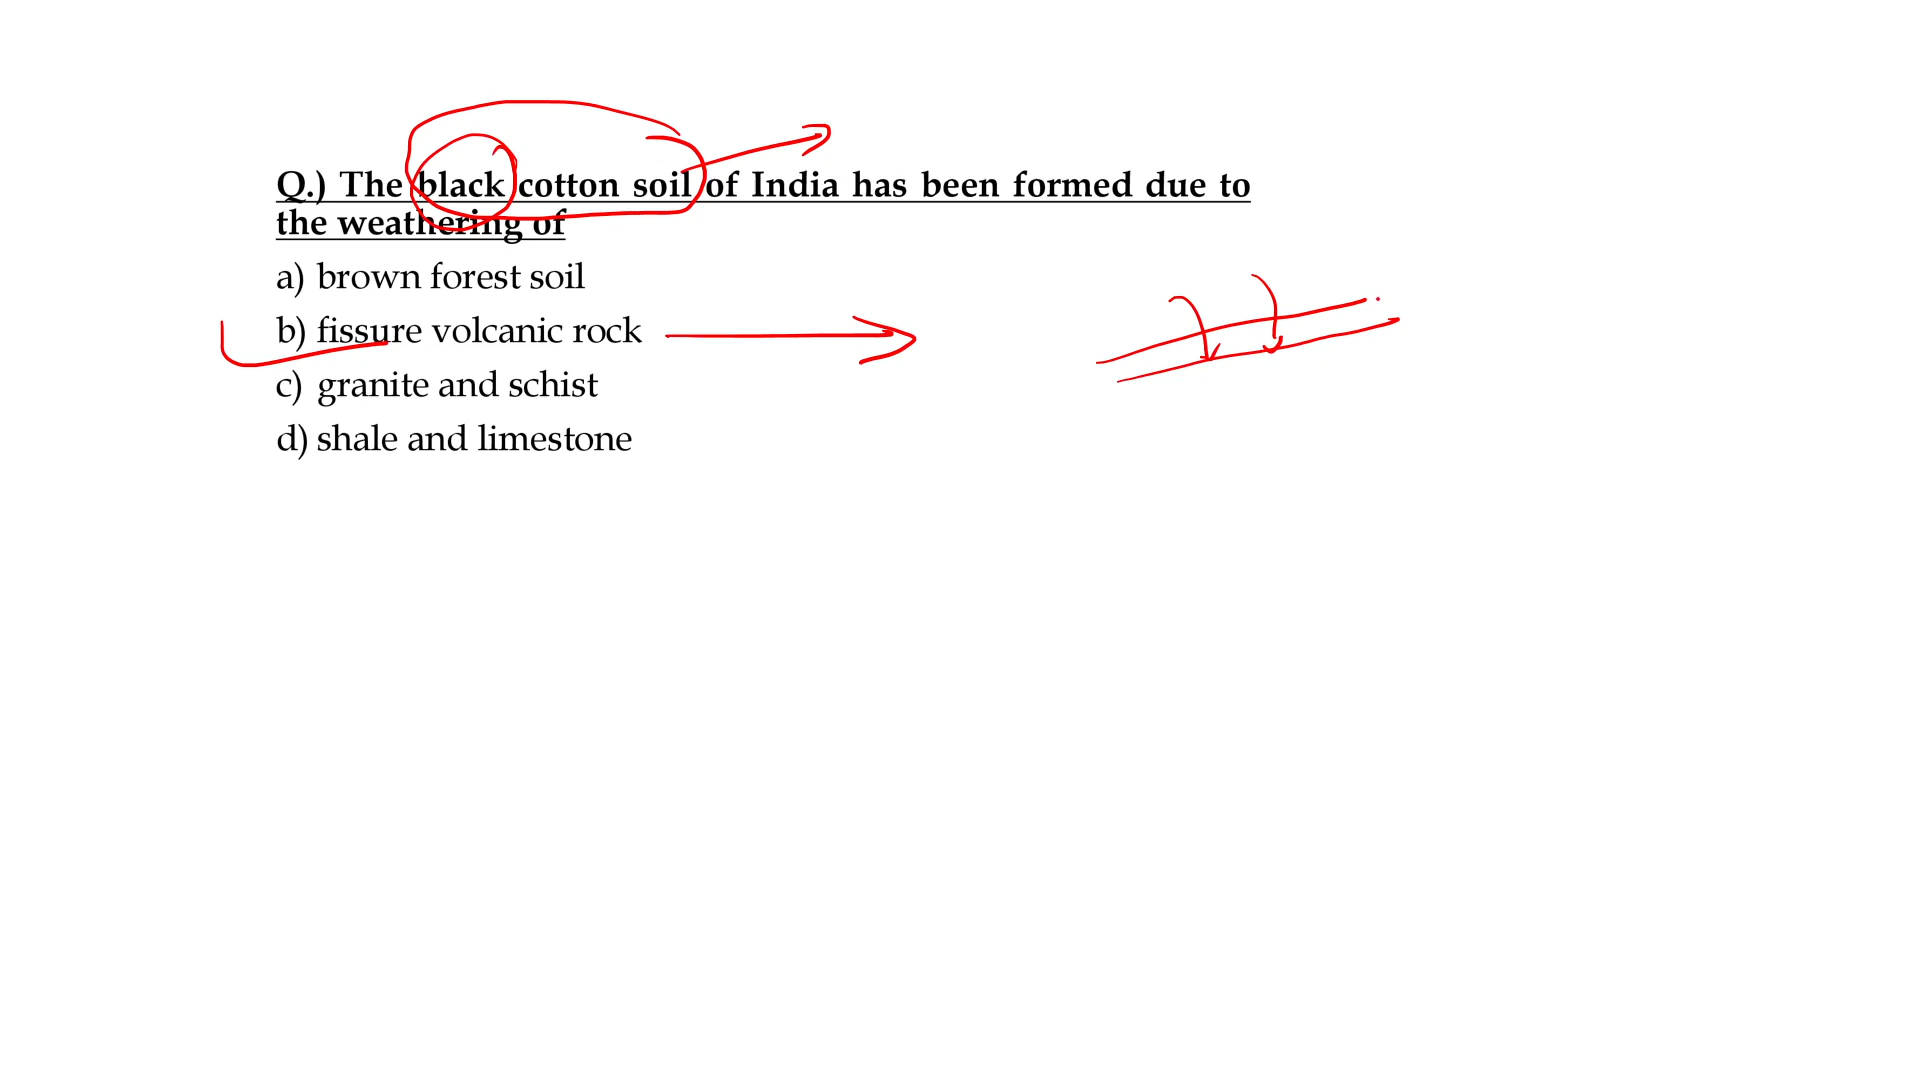 Q.) The black cotton soil of India has been formed due to
the weathering of
a) brown forest soil
b) fissure volcanic rock
c) granite and schist
d) shale and limestone